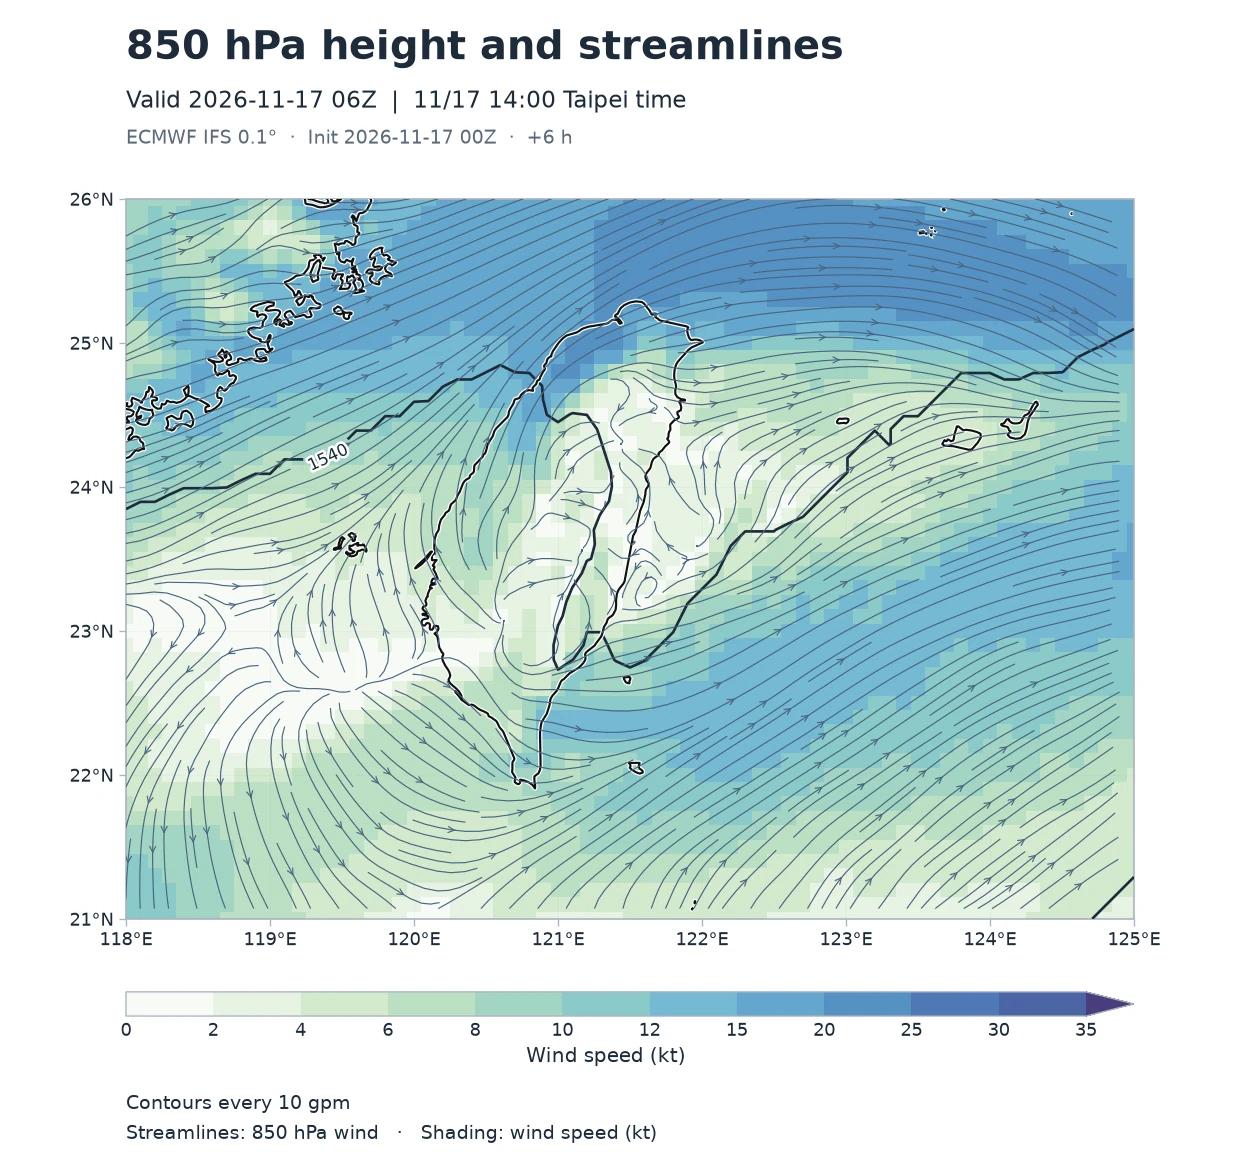 850 hPa height and streamlines
Valid 2026-11-17 06Z | 11/17 14:00 Taipei time
ECMWF IFS 0.1° · Init 2026-11-17 00Z · +6 h
26°N
25°N
24°N
23°N
22°N
21°N
1540
118°E 119°E 120°E 121°E 122°E 123°E 124°E 125°E
0 2 4 6 8 10 12 15 20 25 30 35
Wind speed (kt)
Contours every 10 gpm
Streamlines: 850 hPa wind · Shading: wind speed (kt)